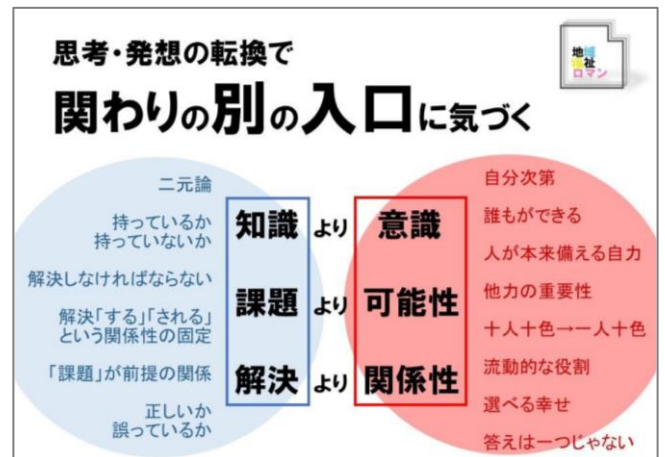 思考・発想の転換で
関わりの別の入口に気づく
地域
福祉
ロマン
二元論
持っているか
持っていないか
解決しなければならない
解決「する」「される」
という関係性の固定
「課題」が前提の関係
正しいか
誤っているか
知識 より 意識
課題 より 可能性
解決 より 関係性
自分次第
誰もができる
人が本来備える自力
他力の重要性
十人十色→一人十色
流動的な役割
選べる幸せ
答えは一つじゃない